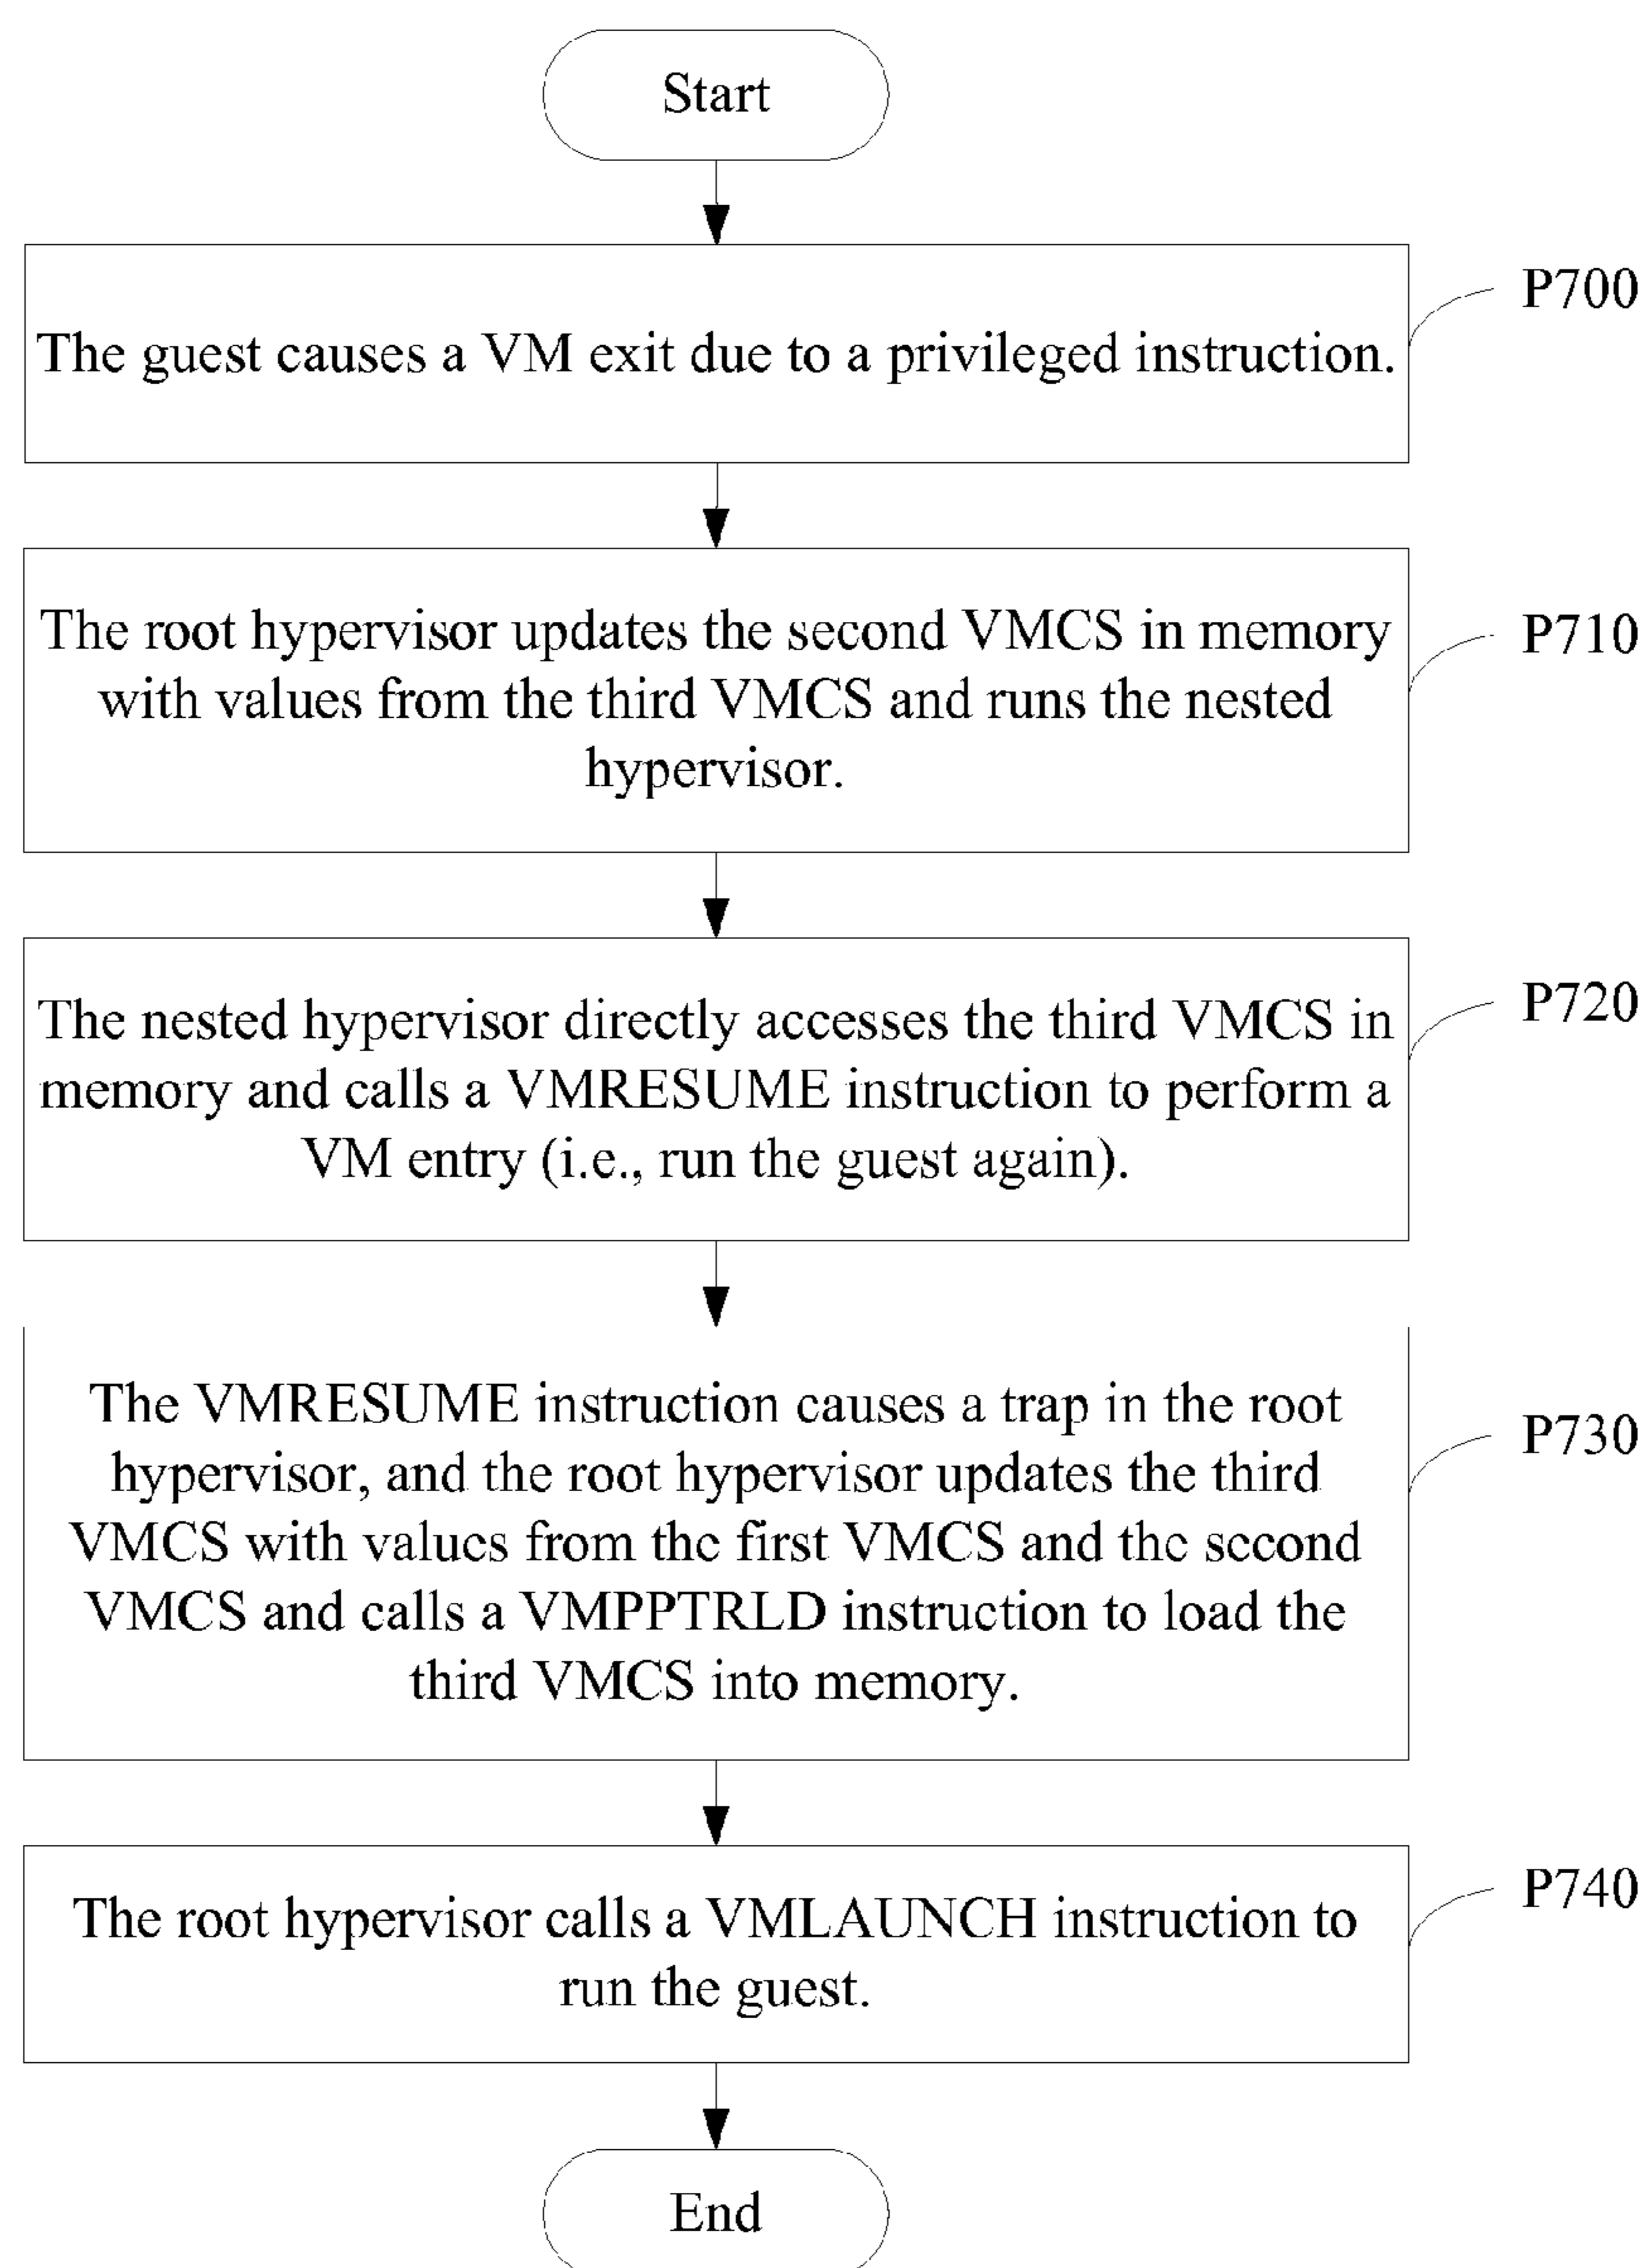 Start
P700
The guest causes a VM exit due to a privileged instruction.
The root hypervisor updates the second VMCS in memory
P710
with values from the third VMCS and runs the nested
hypervisor.
P720
The nested hypervisor directly accesses the third VMCS in
memory and calls a VMRESUME instruction to perform a
VM entry (i.e., run the guest again).
The VMRESUME instruction causes a trap in the root
P730
hypervisor, and the root hypervisor updates the third
VMCS with values from the first VMCS and the second
VMCS and calls a VMPPTRLD instruction to load the
third VMCS into memory.
P740
The root hypervisor calls a VMLAUNCH instruction to
run the guest.
End